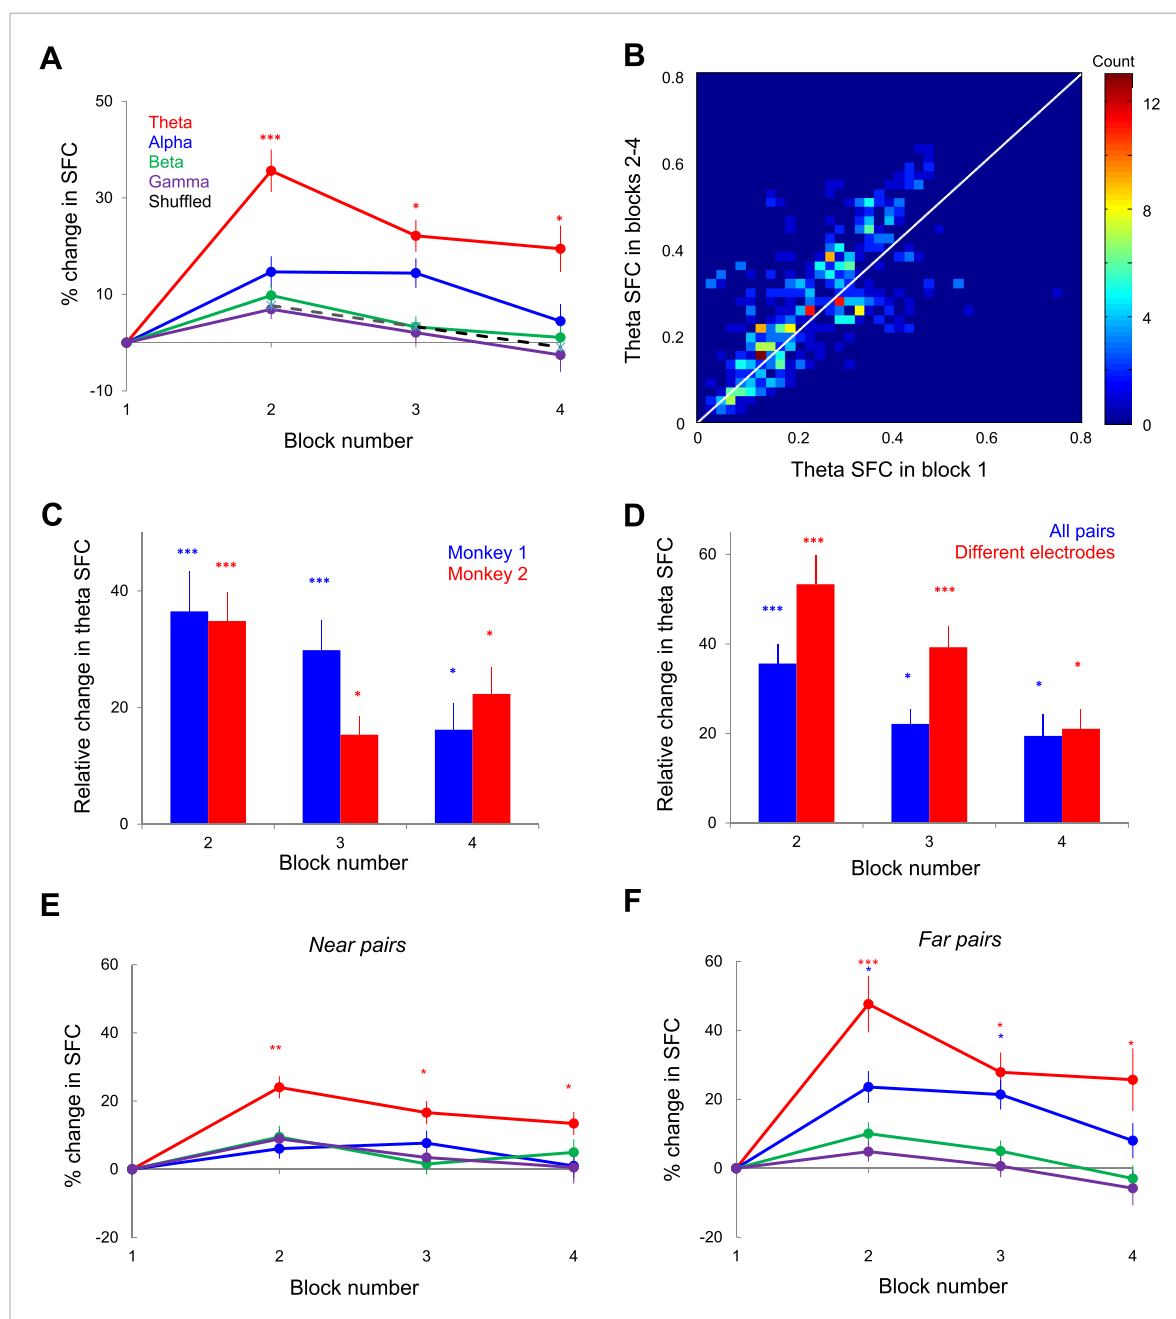 A
50
30
10
-10
% change in SFC
Theta
Alpha
Beta
Gamma
Shuffled
***
*
*
1 2 3 4
Block number
B
0.8
0.6
0.4
0.2
0
Theta SFC in blocks 2-4
0 0.2 0.4 0.6 0.8
Theta SFC in block 1
Count
12
8
4
0
C
40
20
0
Relative change in theta SFC
Monkey 1
Monkey 2
*** *** *** * * *
2 3 4
Block number
D
60
40
20
0
Relative change in theta SFC
All pairs
Different electrodes
*** *** * *** * *
2 3 4
Block number
E
Near pairs
60
40
20
0
-20
% change in SFC
** * *
1 2 3 4
Block number
F
Far pairs
60
40
20
0
-20
% change in SFC
*** * *
* *
1 2 3 4
Block number